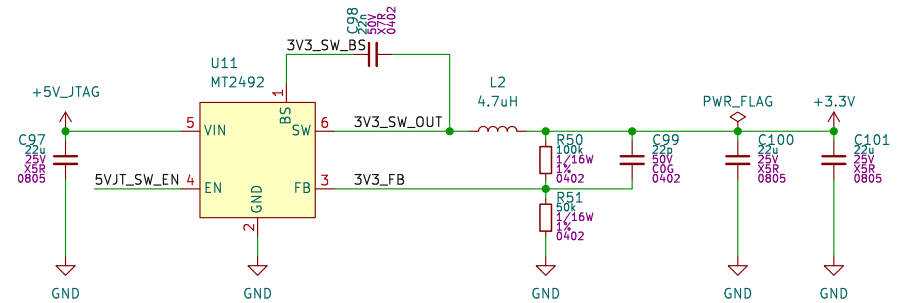 C98
22n
50V
X7R
0402
3V3_SW_BS
U11
MT2492
1
BS
+5V_JTAG
C97
22u
25V
X5R
0805
5
VIN
SW
6
3V3_SW_OUT
L2
4.7uH
PWR_FLAG
+3.3V
R50
100k
1/16W
1%
0402
C99
22p
50V
C0G
0402
C100
22u
25V
X5R
0805
C101
22u
25V
X5R
0805
5VJT_SW_EN
4
EN
FB
3
3V3_FB
GND
2
R51
50k
1/16W
1%
0402
GND
GND
GND
GND
GND